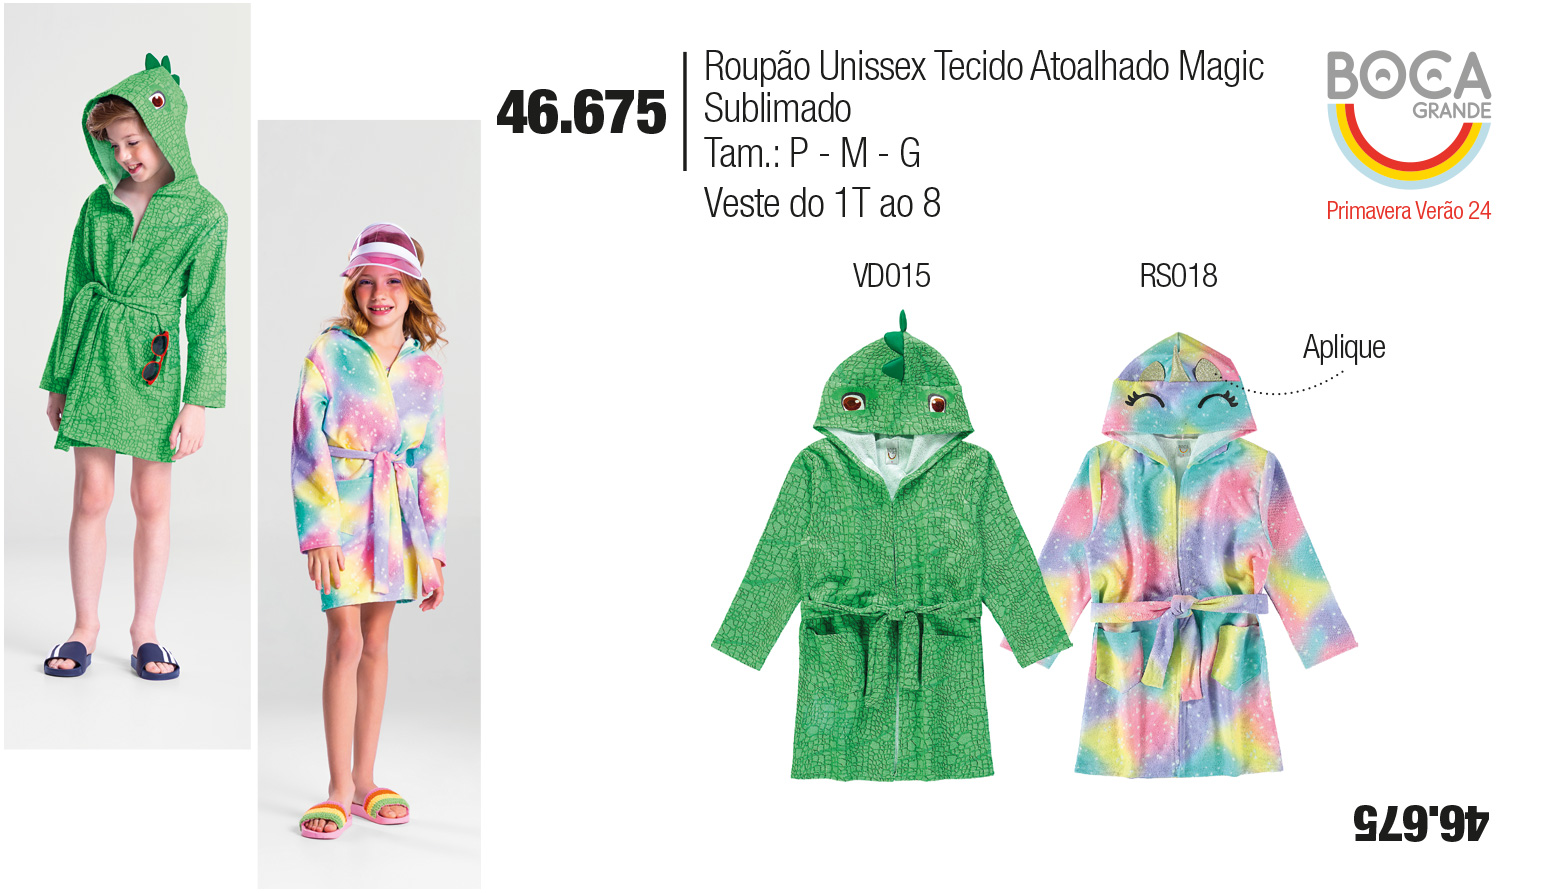 46.675
Roupão Unissex Tecido Atoalhado Magic
Sublimado
Tam.: P - M - G
Veste do 1T ao 8
BOCA
GRANDE
Primavera Verão 24
VD015
RS018
Aplique
46.675